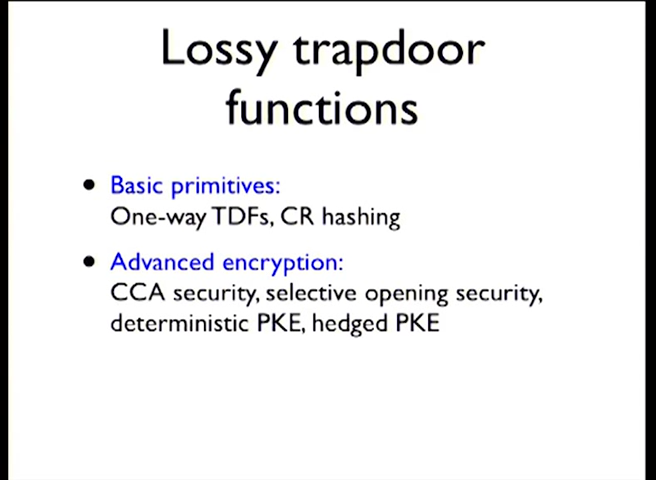 Lossy trapdoor
functions
• Basic primitives:
One-way TDFs, CR hashing
• Advanced encryption:
CCA security, selective opening security,
deterministic PKE, hedged PKE